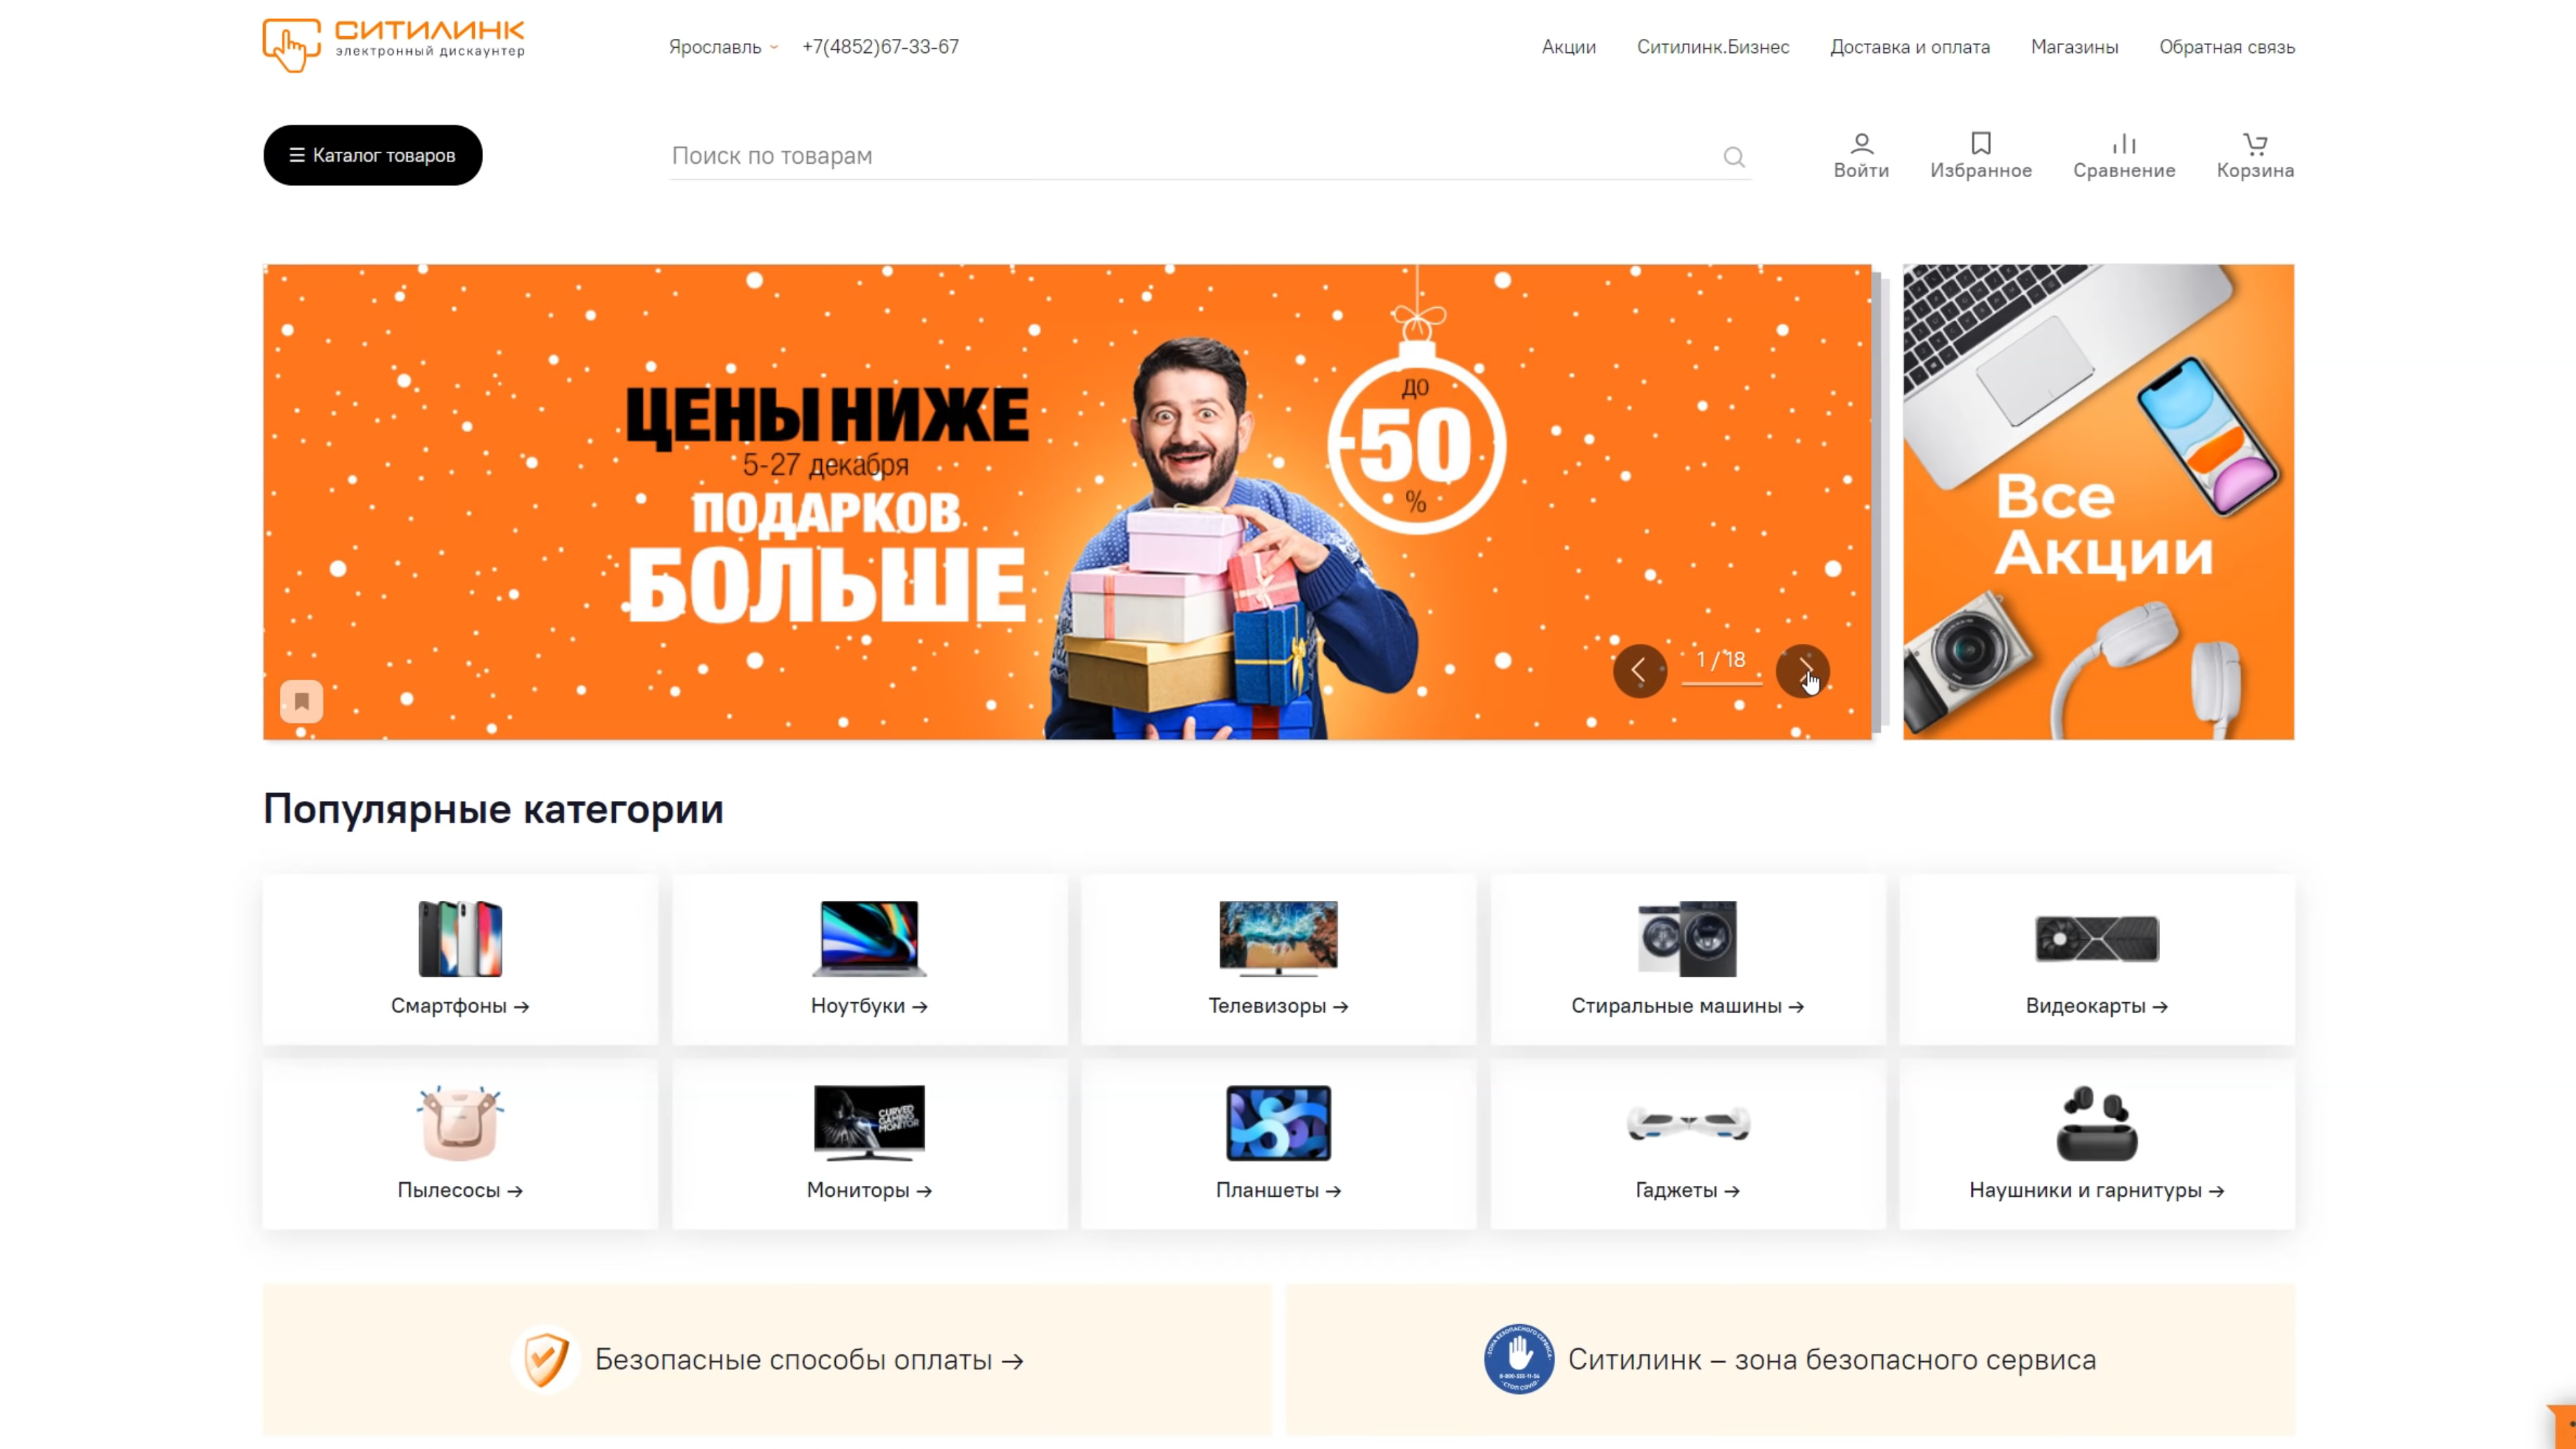 СИТИЛИНК
электронный дискаунтер
Ярославль
+7(4852)67-33-67
Акции
Ситилинк.Бизнес
Доставка и оплата
Магазины
Обратная связь
Каталог товаров
Поиск по товарам
Войти
Избранное
Сравнение
Корзина
ЦЕНЫ НИЖЕ
5-27 декабря
ПОДАРКОВ
БОЛЬШЕ
ДО
-50
%
1 / 18
Все
Акции
Популярные категории
Смартфоны →
Ноутбуки →
Телевизоры →
Стиральные машины →
Видеокарты →
CURVED
GAMING
MONITOR
Пылесосы →
Мониторы →
Планшеты →
Гаджеты →
Наушники и гарнитуры →
Безопасные способы оплаты →
Ситилинк – зона безопасного сервиса